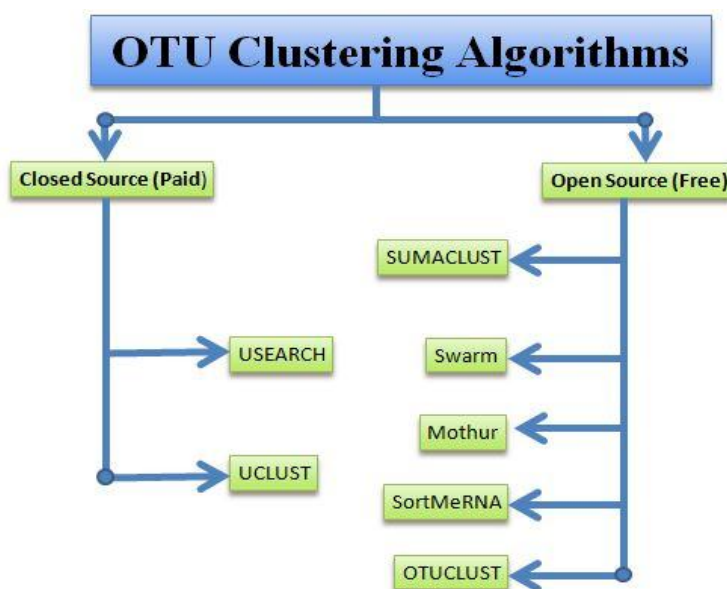 OTU Clustering Algorithms
Closed Source (Paid)
Open Source (Free)
SUMACLUST
USEARCH
Swarm
Mothur
UCLUST
SortMeRNA
OTUCLUST